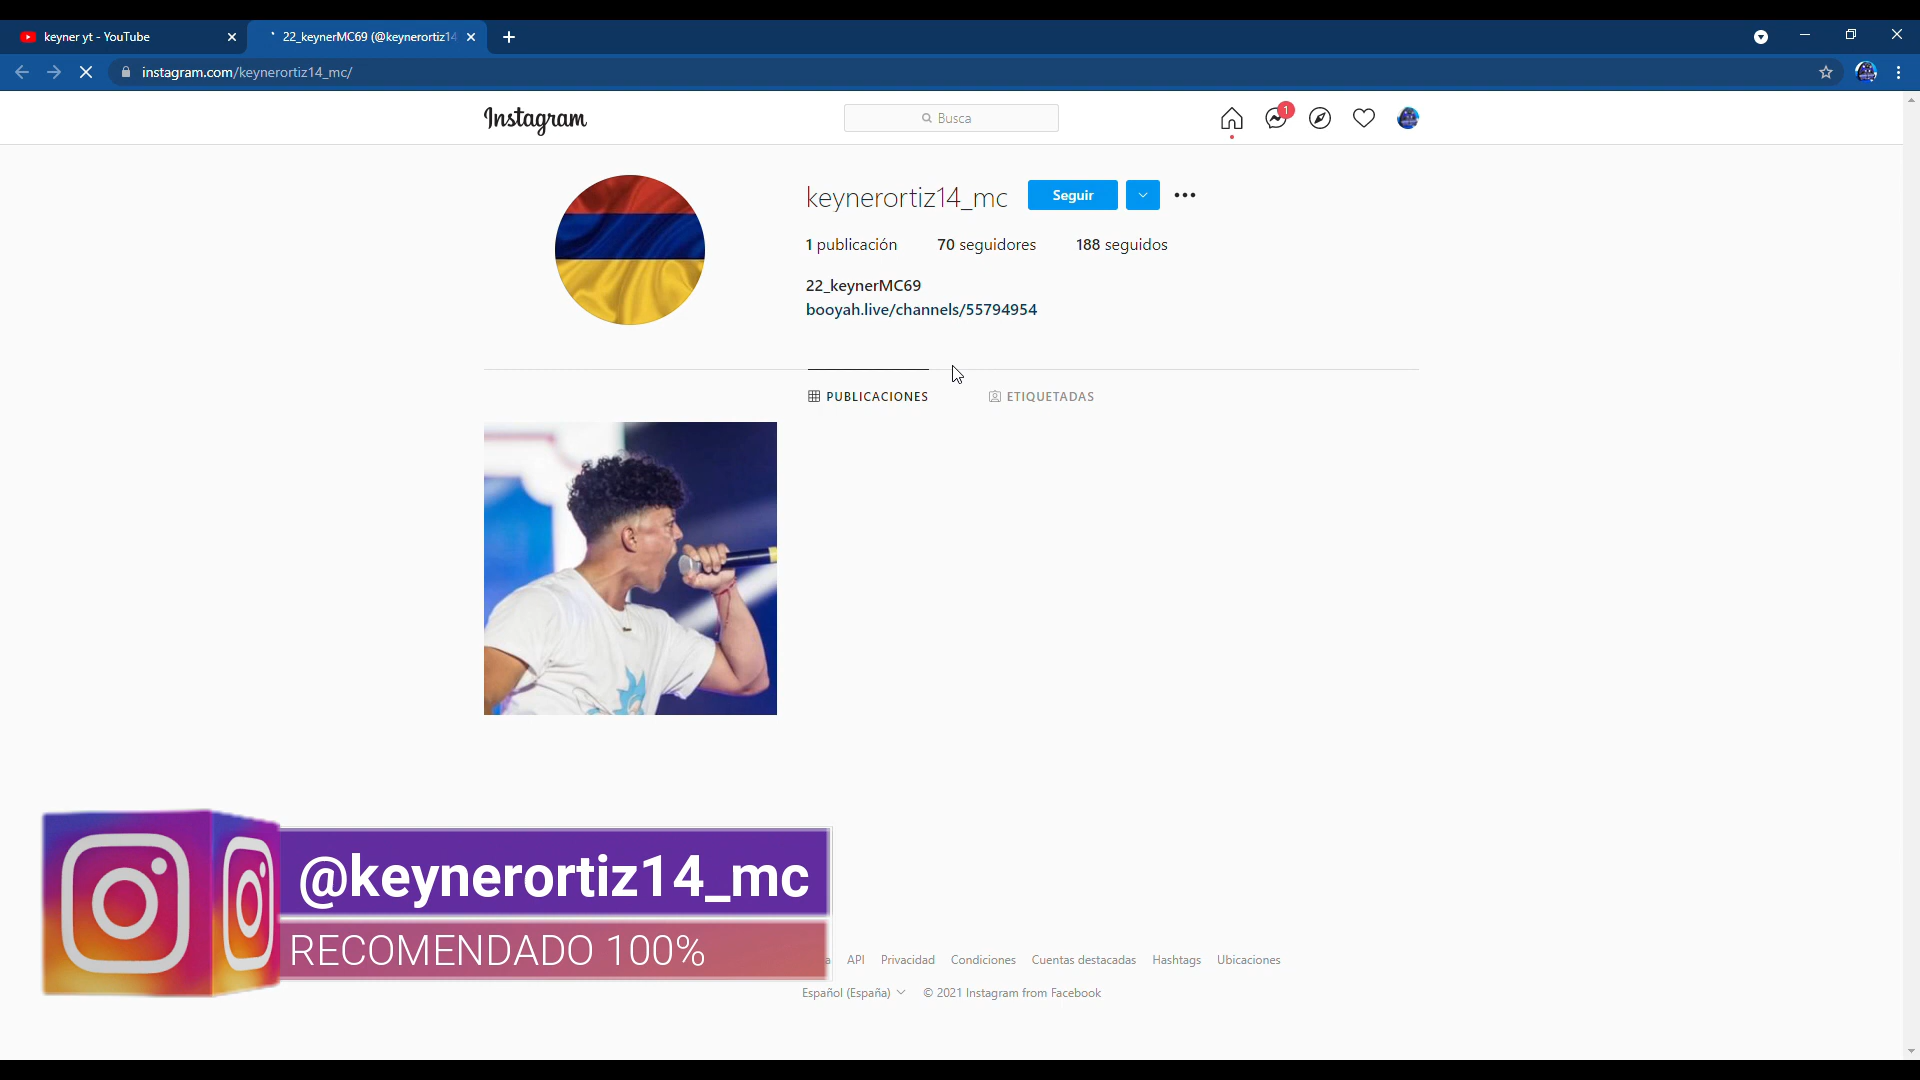 keyner yt - YouTube
22_keynerMC69 (@keynerortiz14
instagram.com/keynerortiz14_mc/
Instagram
Busca
1
keynerortiz14_mc
Seguir
1 publicación
70 seguidores
188 seguidos
22_keynerMC69
booyah.live/channels/55794954
PUBLICACIONES
ETIQUETADAS
@keynerortiz14_mc
RECOMENDADO 100%
a API Privacidad Condiciones Cuentas destacadas Hashtags Ubicaciones
Español (España)
© 2021 Instagram from Facebook